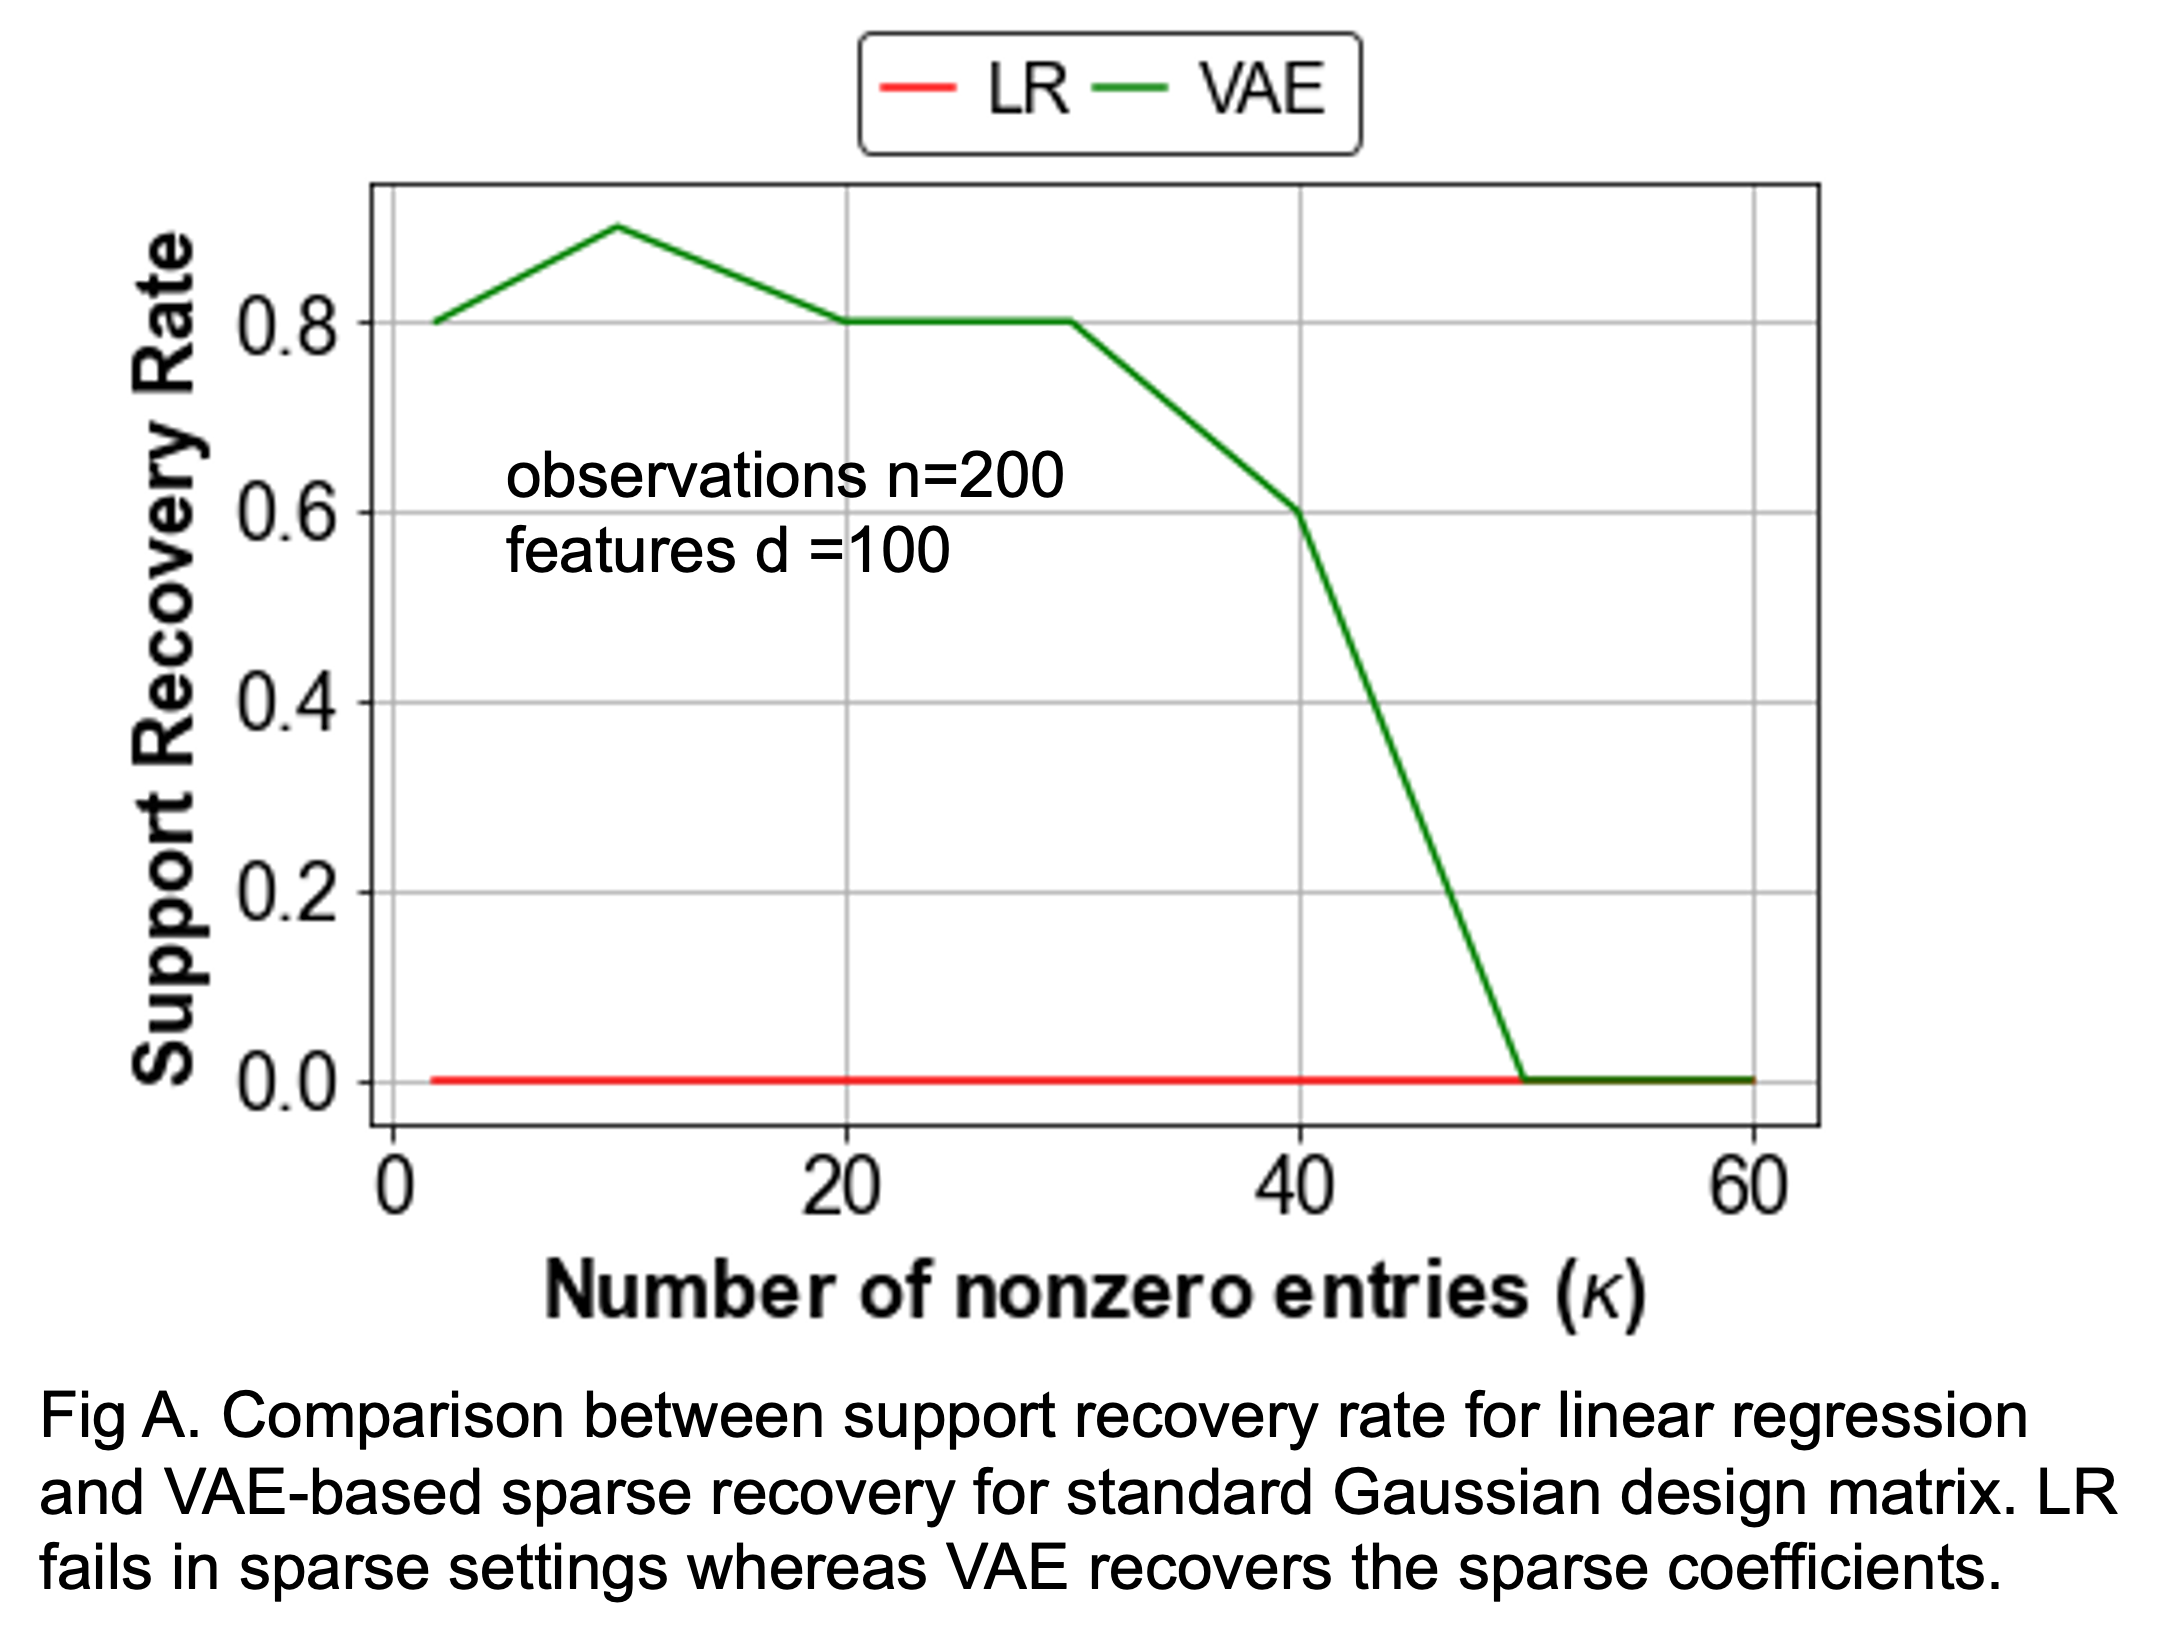 LR VAE
Support Recovery Rate
0.8
0.6
0.4
0.2
0.0
observations n=200
features d =100
0 20 40 60
Number of nonzero entries (κ)
Fig A. Comparison between support recovery rate for linear regression
and VAE-based sparse recovery for standard Gaussian design matrix. LR
fails in sparse settings whereas VAE recovers the sparse coefficients.